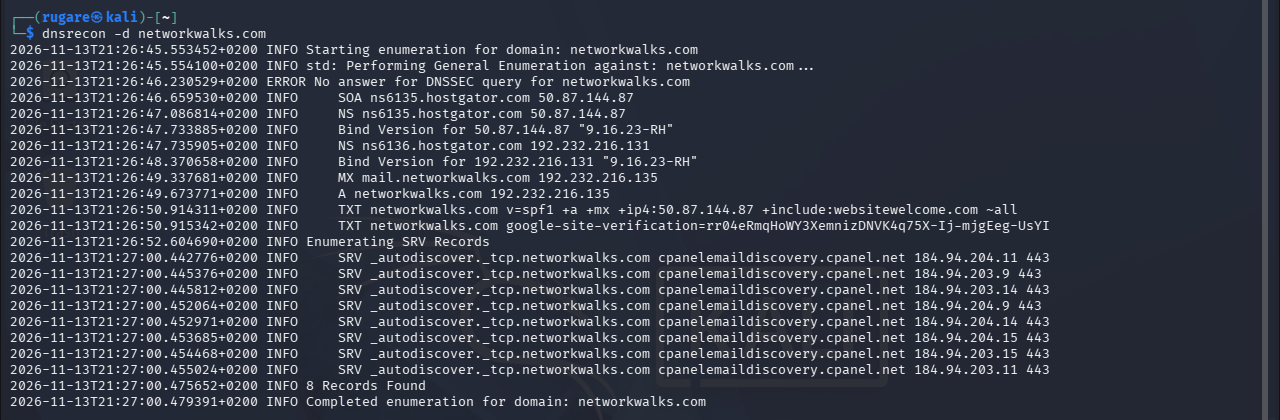 ┌──(rugare㉿kali)-[~]
└─$ dnsrecon -d networkwalks.com
2026-11-13T21:26:45.553452+0200 INFO Starting enumeration for domain: networkwalks.com
2026-11-13T21:26:45.554100+0200 INFO std: Performing General Enumeration against: networkwalks.com...
2026-11-13T21:26:46.230529+0200 ERROR No answer for DNSSEC query for networkwalks.com
2026-11-13T21:26:46.659530+0200 INFO     SOA ns6135.hostgator.com 50.87.144.87
2026-11-13T21:26:47.086814+0200 INFO     NS ns6135.hostgator.com 50.87.144.87
2026-11-13T21:26:47.733885+0200 INFO     Bind Version for 50.87.144.87 "9.16.23-RH"
2026-11-13T21:26:47.735905+0200 INFO     NS ns6136.hostgator.com 192.232.216.131
2026-11-13T21:26:48.370658+0200 INFO     Bind Version for 192.232.216.131 "9.16.23-RH"
2026-11-13T21:26:49.337681+0200 INFO     MX mail.networkwalks.com 192.232.216.135
2026-11-13T21:26:49.673771+0200 INFO     A networkwalks.com 192.232.216.135
2026-11-13T21:26:50.914311+0200 INFO     TXT networkwalks.com v=spf1 +a +mx +ip4:50.87.144.87 +include:websitewelcome.com ~all
2026-11-13T21:26:50.915342+0200 INFO     TXT networkwalks.com google-site-verification=rr04eRmqHoWY3XemnizDNVK4q75X-Ij-mjgEeg-UsYI
2026-11-13T21:26:52.604690+0200 INFO Enumerating SRV Records
2026-11-13T21:27:00.442776+0200 INFO     SRV _autodiscover._tcp.networkwalks.com cpanelemaildiscovery.cpanel.net 184.94.204.11 443
2026-11-13T21:27:00.445376+0200 INFO     SRV _autodiscover._tcp.networkwalks.com cpanelemaildiscovery.cpanel.net 184.94.203.9 443
2026-11-13T21:27:00.445812+0200 INFO     SRV _autodiscover._tcp.networkwalks.com cpanelemaildiscovery.cpanel.net 184.94.203.14 443
2026-11-13T21:27:00.452064+0200 INFO     SRV _autodiscover._tcp.networkwalks.com cpanelemaildiscovery.cpanel.net 184.94.204.9 443
2026-11-13T21:27:00.452971+0200 INFO     SRV _autodiscover._tcp.networkwalks.com cpanelemaildiscovery.cpanel.net 184.94.204.14 443
2026-11-13T21:27:00.453685+0200 INFO     SRV _autodiscover._tcp.networkwalks.com cpanelemaildiscovery.cpanel.net 184.94.204.15 443
2026-11-13T21:27:00.454468+0200 INFO     SRV _autodiscover._tcp.networkwalks.com cpanelemaildiscovery.cpanel.net 184.94.203.15 443
2026-11-13T21:27:00.455024+0200 INFO     SRV _autodiscover._tcp.networkwalks.com cpanelemaildiscovery.cpanel.net 184.94.203.11 443
2026-11-13T21:27:00.475652+0200 INFO 8 Records Found
2026-11-13T21:27:00.479391+0200 INFO Completed enumeration for domain: networkwalks.com